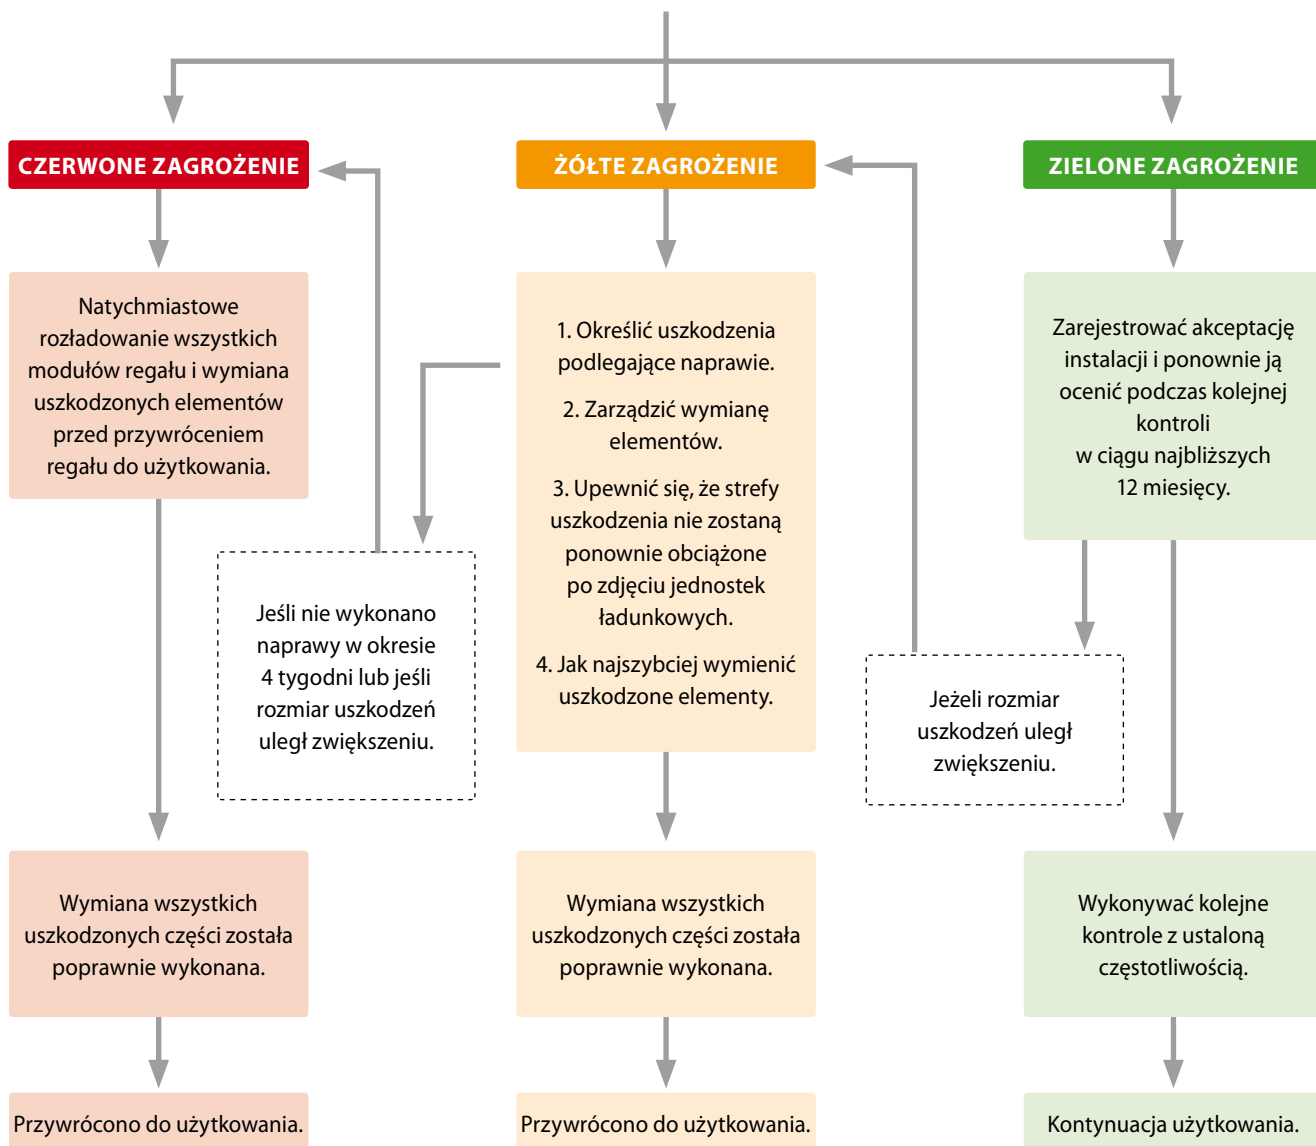 CZERWONE ZAGROŻENIE
Natychmiastowe
rozładowanie wszystkich
modułów regału i wymiana
uszkodzonych elementów
przed przywróceniem
regału do użytkowania.
Jeśli nie wykonano
naprawy w okresie
4 tygodni lub jeśli
rozmiar uszkodzeń
uległ zwiększeniu.
Wymiana wszystkich
uszkodzonych części została
poprawnie wykonana.
Przywrócono do użytkowania.
ŻÓŁTE ZAGROŻENIE
1. Określić uszkodzenia
podlegające naprawie.
2. Zarządzić wymianę
elementów.
3. Upewnić się, że strefy
uszkodzenia nie zostaną
ponownie obciążone
po zdjęciu jednostek
ładunkowych.
4. Jak najszybciej wymienić
uszkodzone elementy.
Wymiana wszystkich
uszkodzonych części została
poprawnie wykonana.
Przywrócono do użytkowania.
ZIELONE ZAGROŻENIE
Zarejestrować akceptację
instalacji i ponownie ją
ocenić podczas kolejnej
kontroli
w ciągu najbliższych
12 miesięcy.
Jeżeli rozmiar
uszkodzeń uległ
zwiększeniu.
Wykonywać kolejne
kontrole z ustaloną
częstotliwością.
Kontynuacja użytkowania.